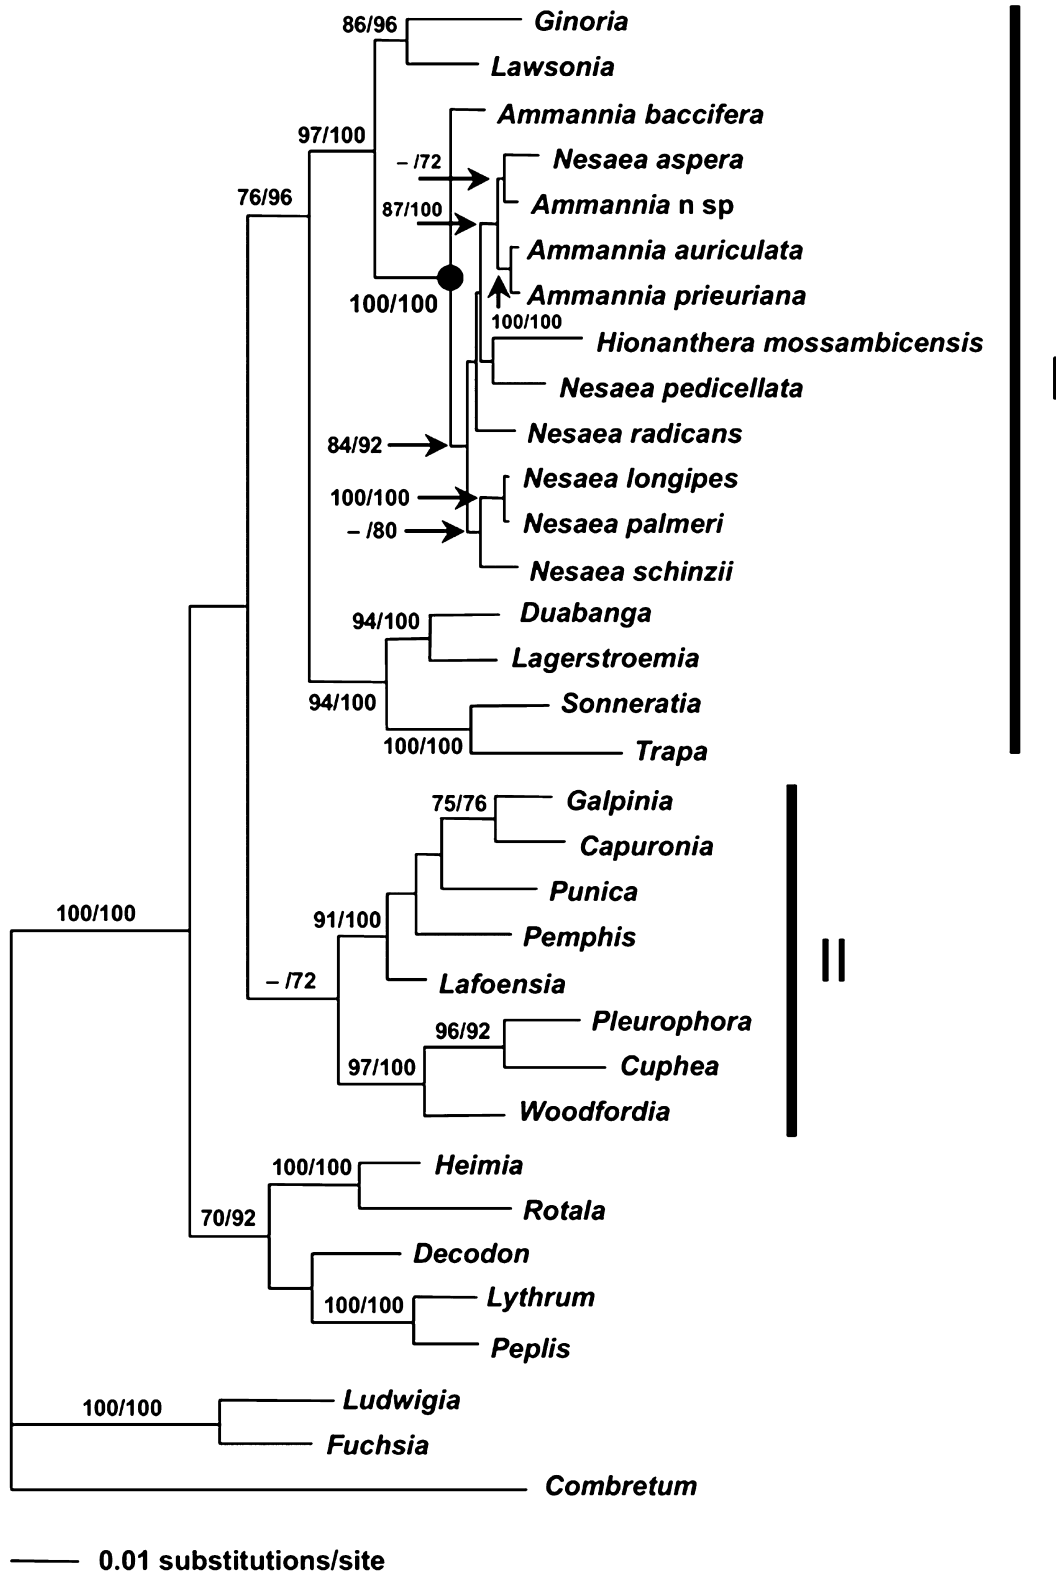 86/96
Ginoria
Lawsonia
97/100
Ammannia baccifera
– /72
Nesaea aspera
76/96
87/100
Ammannia n sp
Ammannia auriculata
100/100
Ammannia prieuriana
100/100
Hionanthera mossambicensis
I
Nesaea pedicellata
84/92
Nesaea radicans
100/100
Nesaea longipes
– /80
Nesaea palmeri
Nesaea schinzii
94/100
Duabanga
Lagerstroemia
94/100
Sonneratia
100/100
Trapa
75/76
Galpinia
Capuronia
Punica
100/100
91/100
Pemphis
II
– /72
Lafoensia
96/92
Pleurophora
97/100
Cuphea
Woodfordia
100/100
Heimia
70/92
Rotala
Decodon
100/100
Lythrum
Peplis
100/100
Ludwigia
Fuchsia
Combretum
0.01 substitutions/site